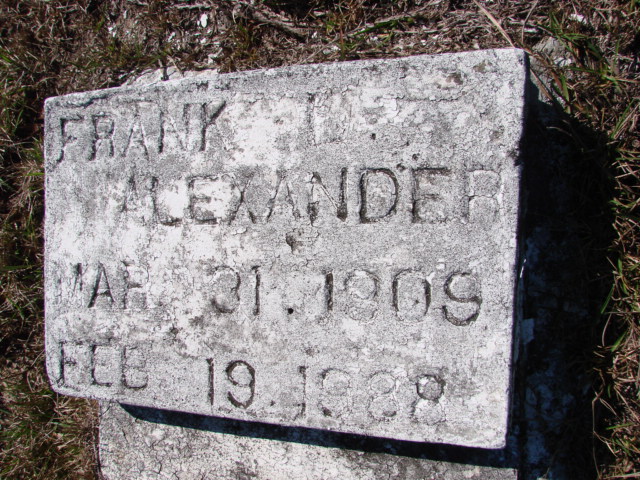 FRANK L.
ALEXANDER
MAR. 31. 1909
FEB 19. 1988